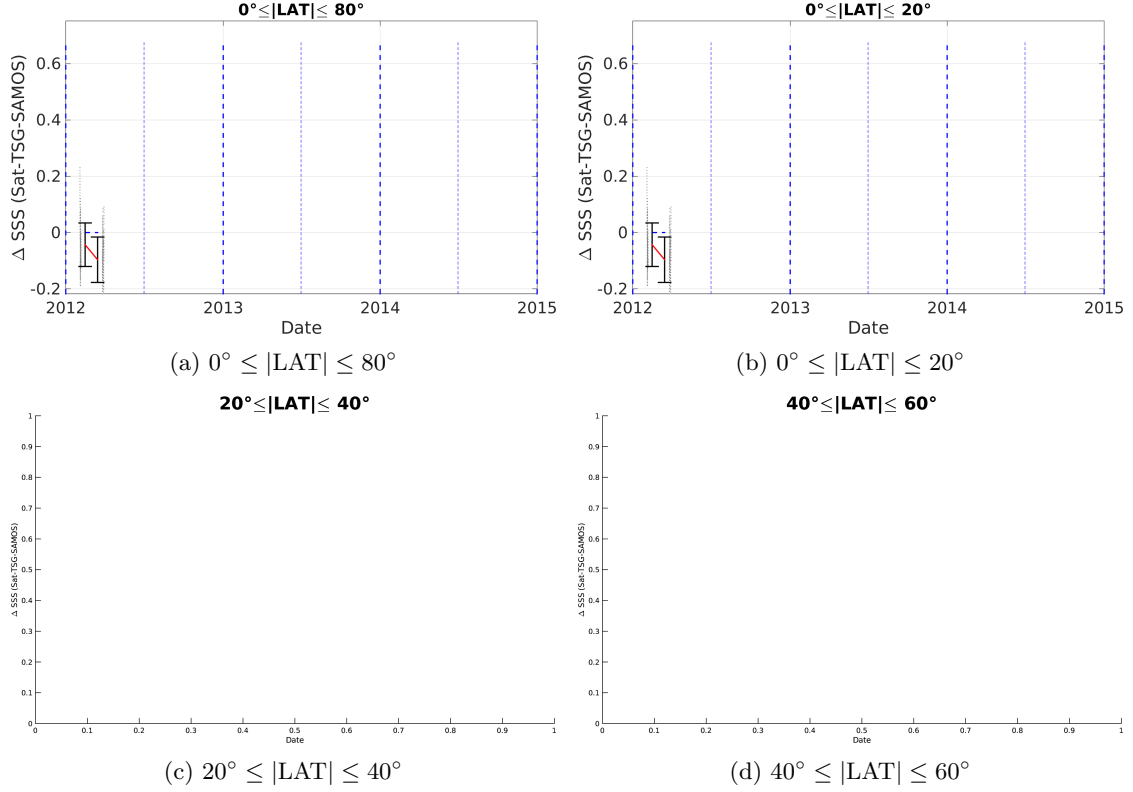 0°≤|LAT|≤ 80°
Δ SSS (Sat-TSG-SAMOS)
0.6
0.4
0.2
0
-0.2
2012
2013
2014
2015
Date
(a) 0° ≤ |LAT| ≤ 80°
0°≤|LAT|≤ 20°
Δ SSS (Sat-TSG-SAMOS)
0.6
0.4
0.2
0
-0.2
2012
2013
2014
2015
Date
(b) 0° ≤ |LAT| ≤ 20°
20°≤|LAT|≤ 40°
Δ SSS (Sat-TSG-SAMOS)
1
0.9
0.8
0.7
0.6
0.5
0.4
0.3
0.2
0.1
0
0 0.1 0.2 0.3 0.4 0.5 0.6 0.7 0.8 0.9 1
Date
(c) 20° ≤ |LAT| ≤ 40°
40°≤|LAT|≤ 60°
Δ SSS (Sat-TSG-SAMOS)
1
0.9
0.8
0.7
0.6
0.5
0.4
0.3
0.2
0.1
0
0 0.1 0.2 0.3 0.4 0.5 0.6 0.7 0.8 0.9 1
Date
(d) 40° ≤ |LAT| ≤ 60°